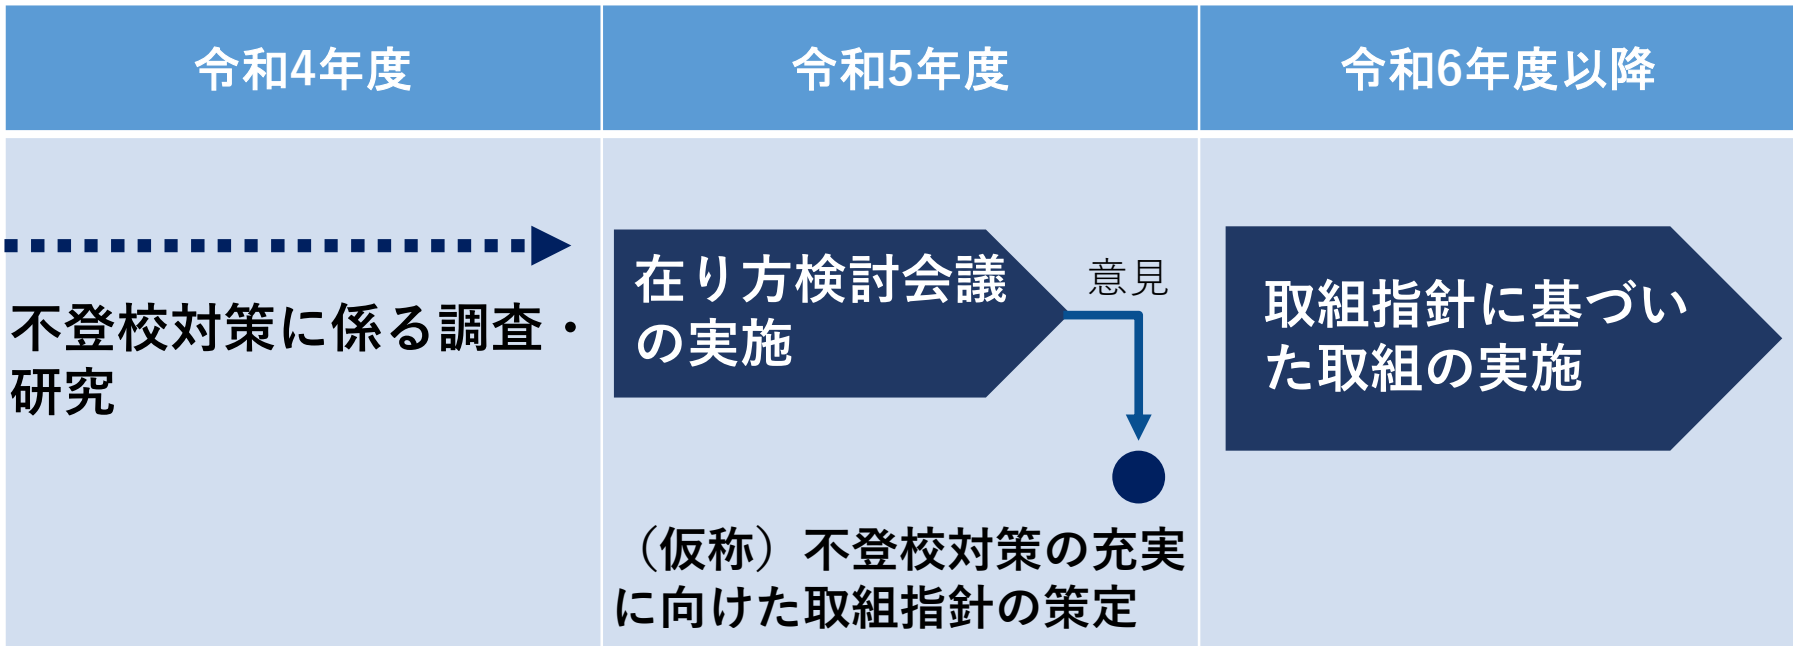 令和4年度
令和5年度
令和6年度以降
不登校対策に係る調査・
研究
在り方検討会議
の実施
意見
（仮称）不登校対策の充実
に向けた取組指針の策定
取組指針に基づい
た取組の実施